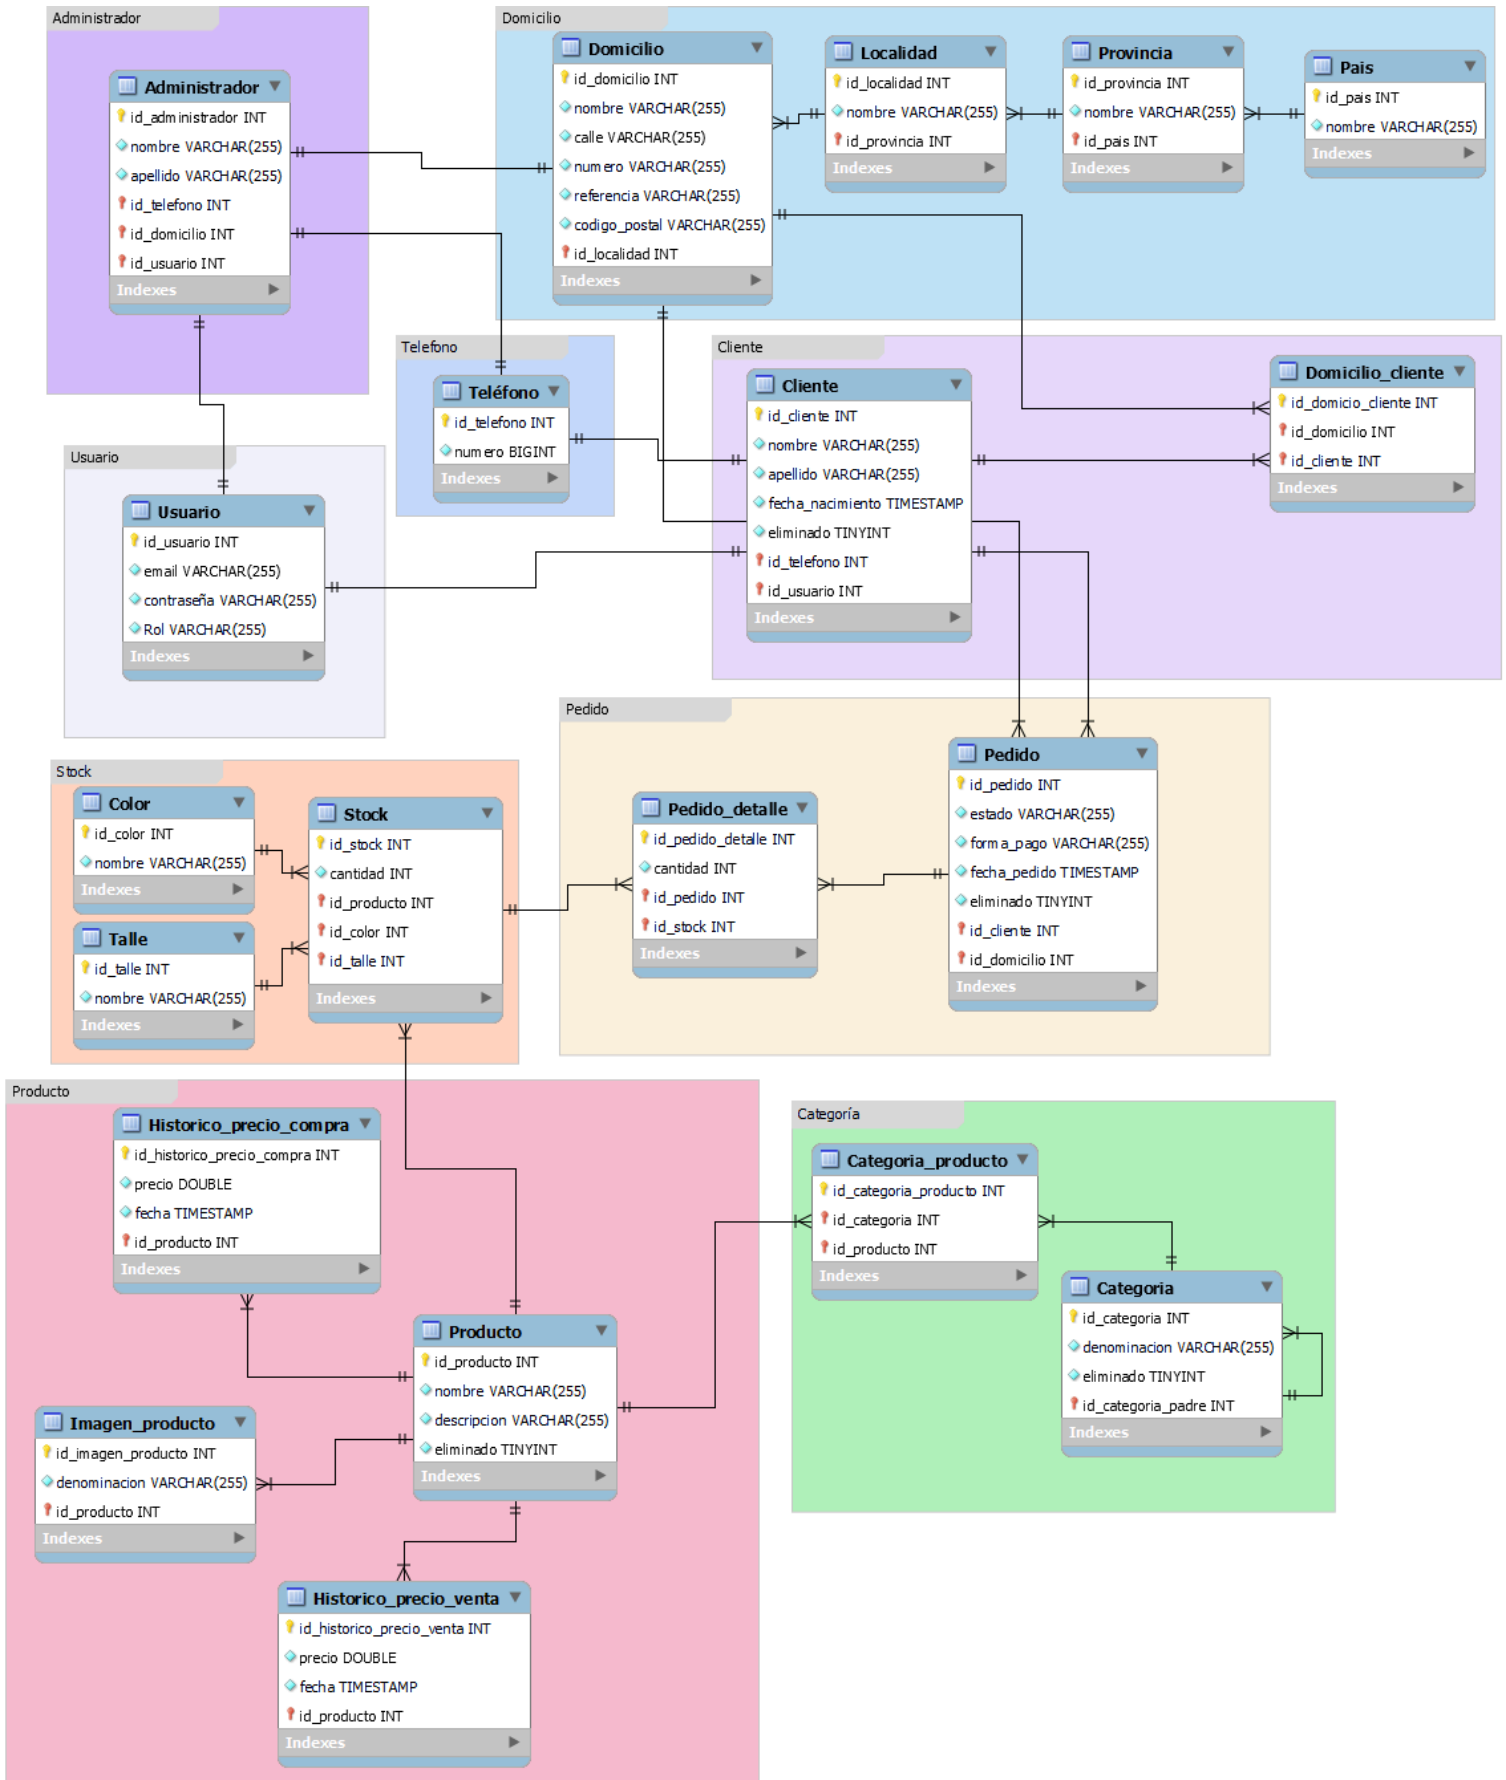 Administrador
Administrador
id_administrador INT
nombre VARCHAR(255)
apellido VARCHAR(255)
id_telefono INT
id_domicilio INT
id_usuario INT
Indexes
Domicilio
Domicilio
id_domicilio INT
nombre VARCHAR(255)
calle VARCHAR(255)
numero VARCHAR(255)
referencia VARCHAR(255)
codigo_postal VARCHAR(255)
id_localidad INT
Indexes
Localidad
id_localidad INT
nombre VARCHAR(255)
id_provincia INT
Indexes
Provincia
id_provincia INT
nombre VARCHAR(255)
id_pais INT
Indexes
Pais
id_pais INT
nombre VARCHAR(255)
Indexes
Telefono
Teléfono
id_telefono INT
numero BIGINT
Indexes
Cliente
Cliente
id_cliente INT
nombre VARCHAR(255)
apellido VARCHAR(255)
fecha_nacimiento TIMESTAMP
eliminado TINYINT
id_telefono INT
id_usuario INT
Indexes
Domicilio_cliente
id_domicio_cliente INT
id_domicilio INT
id_cliente INT
Indexes
Usuario
Usuario
id_usuario INT
email VARCHAR(255)
contraseña VARCHAR(255)
Rol VARCHAR(255)
Indexes
Pedido
Pedido_detalle
id_pedido_detalle INT
cantidad INT
id_pedido INT
id_stock INT
Indexes
Pedido
id_pedido INT
estado VARCHAR(255)
forma_pago VARCHAR(255)
fecha_pedido TIMESTAMP
eliminado TINYINT
id_cliente INT
id_domicilio INT
Indexes
Stock
Color
id_color INT
nombre VARCHAR(255)
Indexes
Talle
id_talle INT
nombre VARCHAR(255)
Indexes
Stock
id_stock INT
cantidad INT
id_producto INT
id_color INT
id_talle INT
Indexes
Producto
Historico_precio_compra
id_historico_precio_compra INT
precio DOUBLE
fecha TIMESTAMP
id_producto INT
Indexes
Producto
id_producto INT
nombre VARCHAR(255)
descripcion VARCHAR(255)
eliminado TINYINT
Indexes
Imagen_producto
id_imagen_producto INT
denominacion VARCHAR(255)
id_producto INT
Indexes
Historico_precio_venta
id_historico_precio_venta INT
precio DOUBLE
fecha TIMESTAMP
id_producto INT
Indexes
Categoría
Categoria_producto
id_categoria_producto INT
id_categoria INT
id_producto INT
Indexes
Categoria
id_categoria INT
denominacion VARCHAR(255)
eliminado TINYINT
id_categoria_padre INT
Indexes